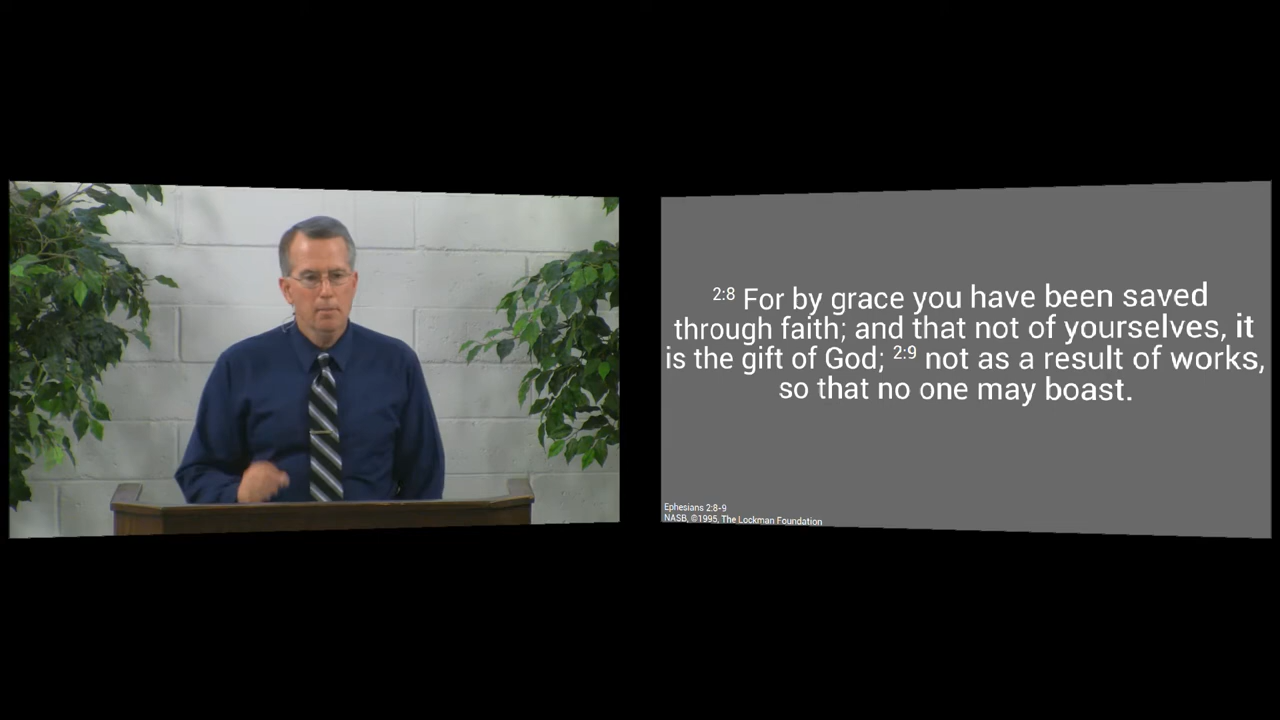 2:8 For by grace you have been saved
through faith; and that not of yourselves, it
is the gift of God; 2:9 not as a result of works,
so that no one may boast.
Ephesians 2:8-9
NASB, ©1995, The Lockman Foundation